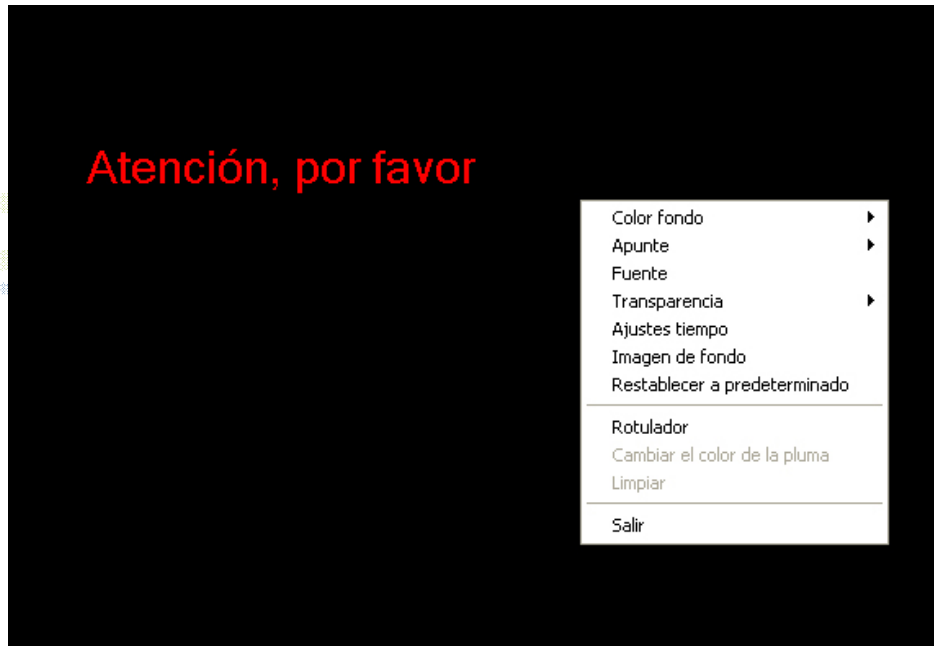 Atención, por favor
Color fondo
Apunte
Fuente
Transparencia
Ajustes tiempo
Imagen de fondo
Restablecer a predeterminado
Rotulador
Cambiar el color de la pluma
Limpiar
Salir